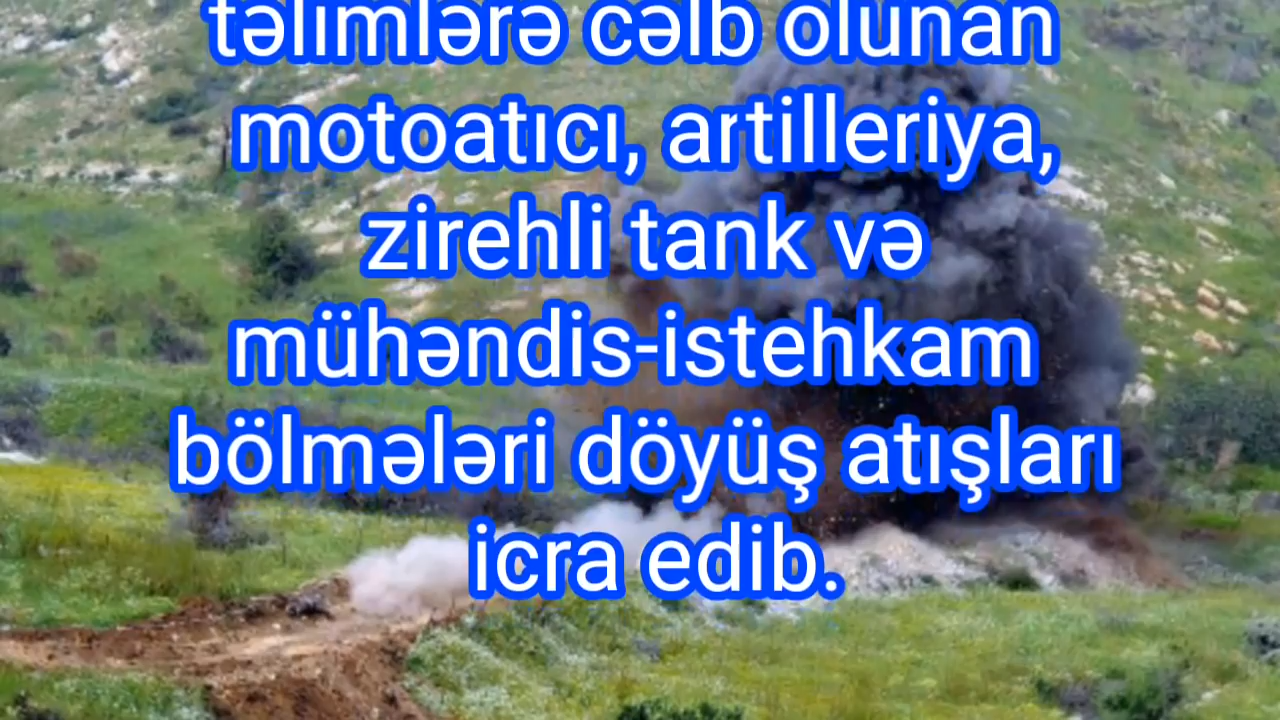 təlimlərə cəlb olunan
motoatıcı, artilleriya,
zirehli tank və
mühəndis-istehkam
bölmələri döyüş atışları
icra edib.